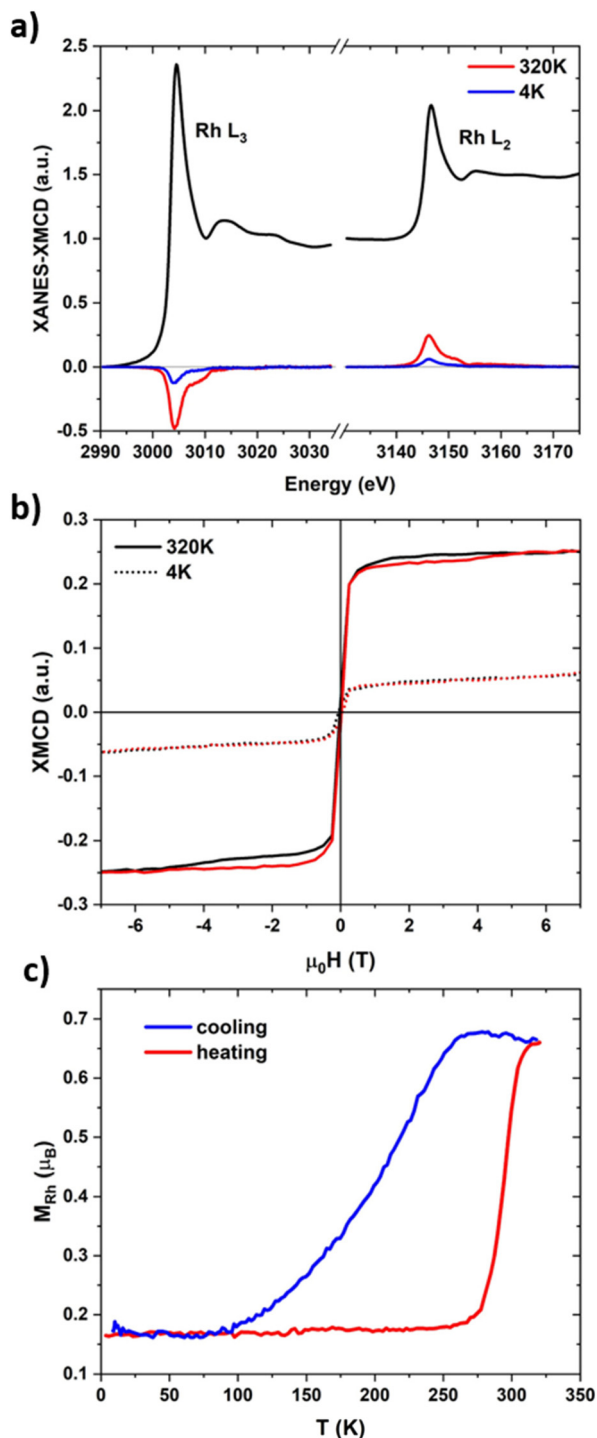 a)
2.5
2.0
1.5
1.0
0.5
0.0
-0.5
XANES-XMCD (a.u.)
Rh L3
Rh L2
320K
4K
2990 3000 3010 3020 3030 3140 3150 3160 3170
Energy (eV)
b)
0.3
0.2
0.1
0.0
-0.1
-0.2
-0.3
XMCD (a.u.)
320K
4K
-6 -4 -2 0 2 4 6
μ0H (T)
c)
0.7
0.6
0.5
0.4
0.3
0.2
0.1
MRh (μB)
cooling
heating
0 50 100 150 200 250 300 350
T (K)